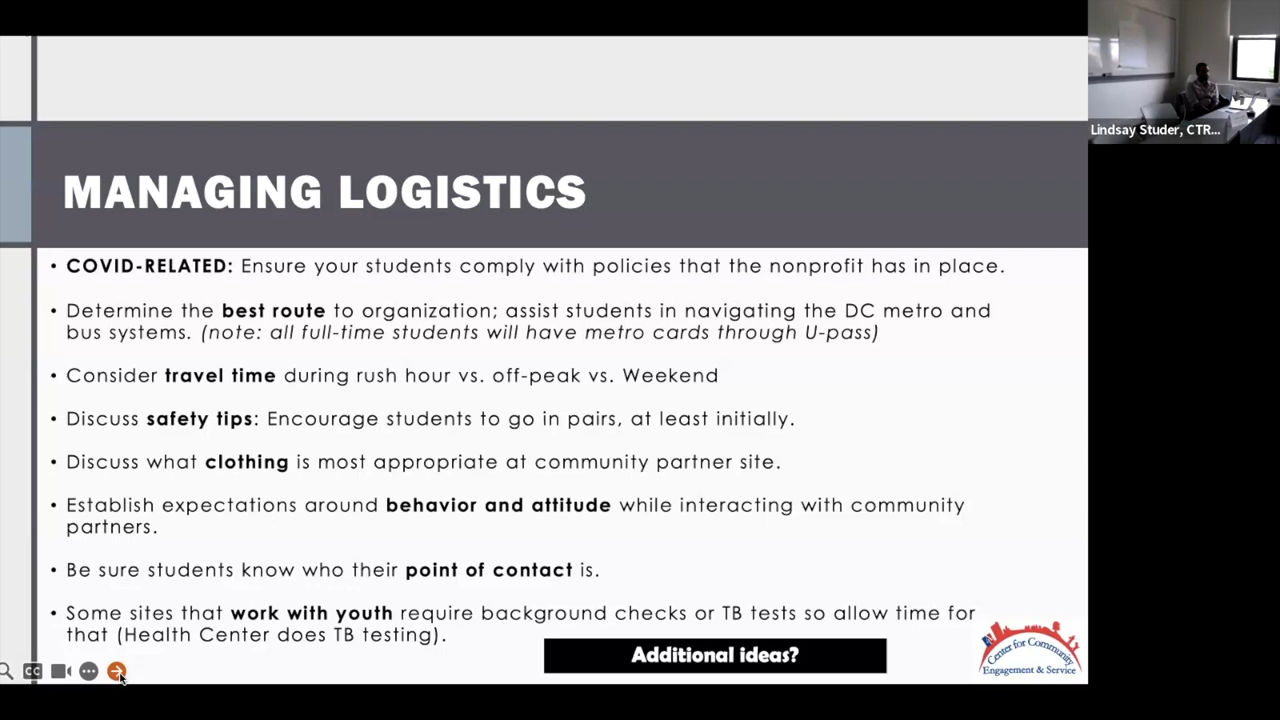 Lindsay Studer, CTR...
MANAGING LOGISTICS
• COVID-RELATED: Ensure your students comply with policies that the nonprofit has in place.
• Determine the best route to organization; assist students in navigating the DC metro and
bus systems. (note: all full-time students will have metro cards through U-pass)
• Consider travel time during rush hour vs. off-peak vs. Weekend
• Discuss safety tips: Encourage students to go in pairs, at least initially.
• Discuss what clothing is most appropriate at community partner site.
• Establish expectations around behavior and attitude while interacting with community
partners.
• Be sure students know who their point of contact is.
• Some sites that work with youth require background checks or TB tests so allow time for
that (Health Center does TB testing).
Additional ideas?
Center for Community
Engagement & Service
CC